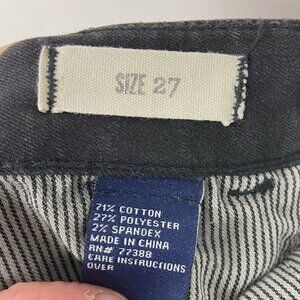 SIZE 27
71% COTTON
27% POLYESTER
2% SPANDEX
MADE IN CHINA
RN# 77388
CARE INSTRUCTIONS
OVER